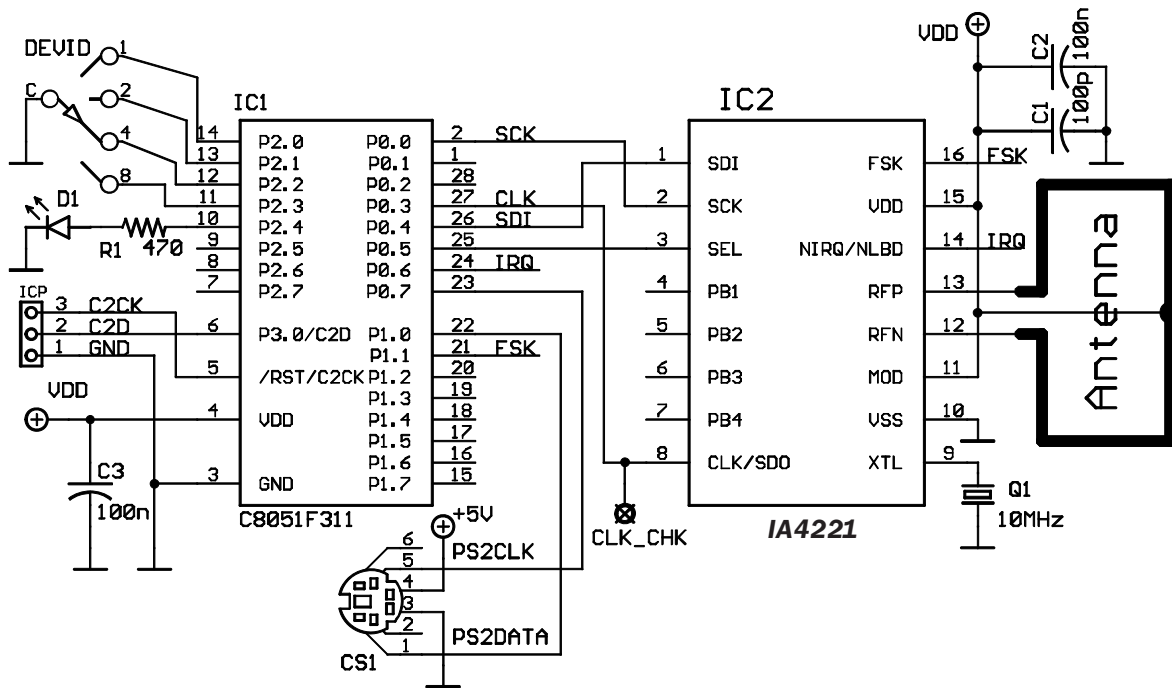 DEVID
1
C
2
4
8
D1
R1
470
ICP
3 C2CK
2 C2D
1 GND
VDD
C3
100n
IC1
14 P2.0
13 P2.1
12 P2.2
11 P2.3
10 P2.4
9 P2.5
8 P2.6
7 P2.7
6 P3.0/C2D
5 /RST/C2CK
4 VDD
3 GND
P0.0 2 SCK
P0.1 1
P0.2 28
P0.3 27 CLK
P0.4 26 SDI
P0.5 25
P0.6 24 IRQ
P0.7 23
P1.0 22
P1.1 21 FSK
P1.2 20
P1.3 19
P1.4 18
P1.5 17
P1.6 16
P1.7 15
C8051F311
+5V
6 PS2CLK
5
4
3
2 PS2DATA
1
CS1
CLK_CHK
IC2
1 SDI
2 SCK
3 SEL
4 PB1
5 PB2
6 PB3
7 PB4
8 CLK/SDO
FSK 16 FSK
VDD 15
NIRQ/NLBD 14 IRQ
RFP 13
RFN 12
MOD 11
VSS 10
XTL 9
IA4221
VDD
C2
100n
C1
100p
Antenna
Q1
10MHz